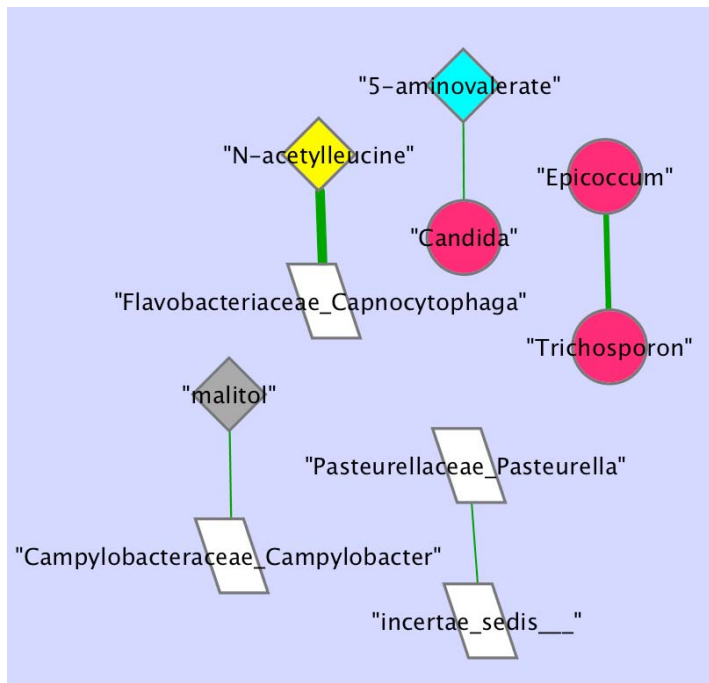 "5-aminovalerate"
"N-acetylleucine"
"Epicoccum"
"Candida"
"Flavobacteriaceae_Capnocytophaga"
"Trichosporon"
"malitol"
"Pasteurellaceae_Pasteurella"
"Campylobacteraceae_Campylobacter"
"incertae_sedis___"